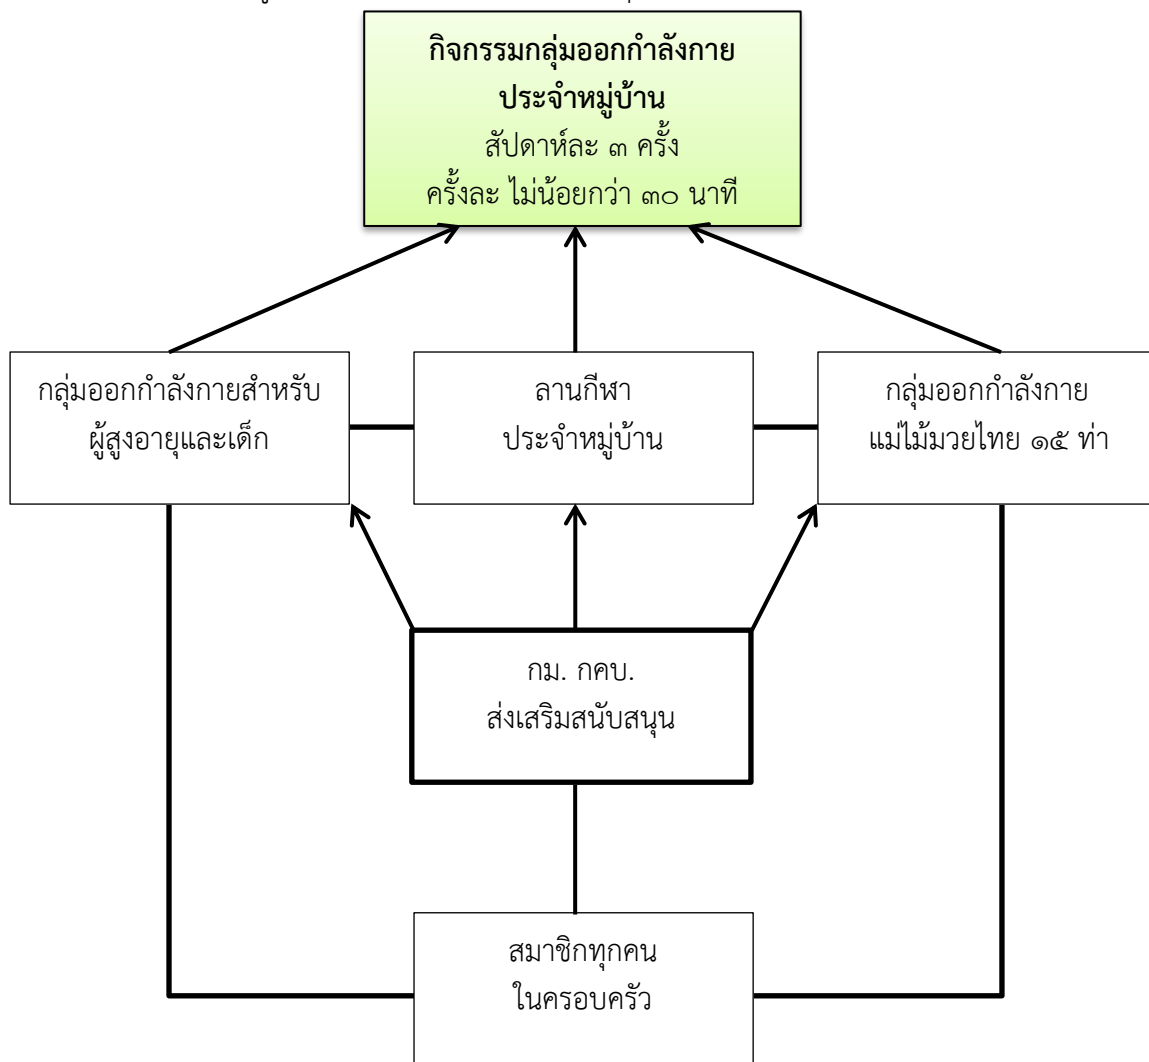 กิจกรรมกลุ่มออกกำลังกาย
ประจำหมู่บ้าน
สัปดาห์ละ ๓ ครั้ง
ครั้งละ ไม่น้อยกว่า ๓๐ นาที
กลุ่มออกกำลังกายสำหรับ
ผู้สูงอายุและเด็ก
ลานกีฬา
ประจำหมู่บ้าน
กลุ่มออกกำลังกาย
แม่ไม้มวยไทย ๑๕ ท่า
กม. กคบ.
ส่งเสริมสนับสนุน
สมาชิกทุกคน
ในครอบครัว